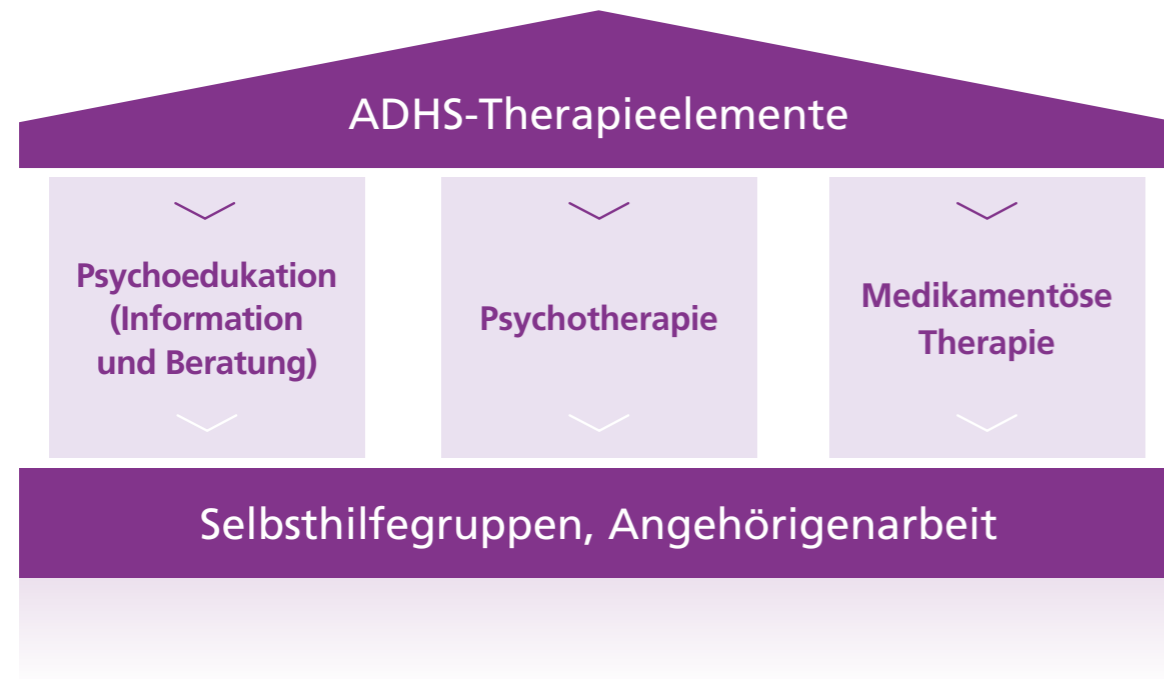 ADHS-Therapieelemente
Psychoedukation
(Information
und Beratung)
Psychotherapie
Medikamentöse
Therapie
Selbsthilfegruppen, Angehörigenarbeit